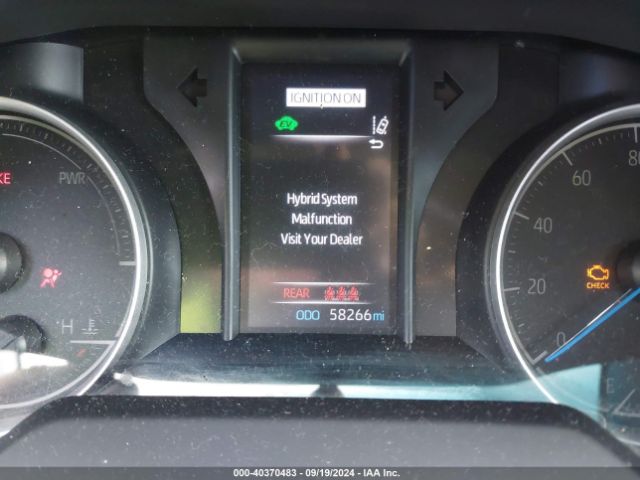 IGNITION ON
EV
KE
PWR
Hybrid System
Malfunction
Visit Your Dealer
REAR
ODO 58266 mi
H
80
60
40
20
0
CHECK
E
000-40370483 - 09/19/2024 - IAA Inc.